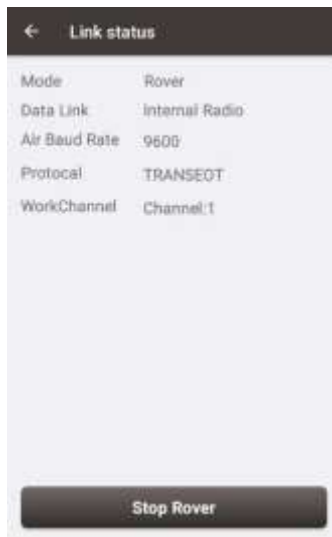 Link status
Mode Rover
Data Link Internal Radio
Air Baud Rate 9600
Protocal TRANSEOT
WorkChannel Channel:1
Stop Rover